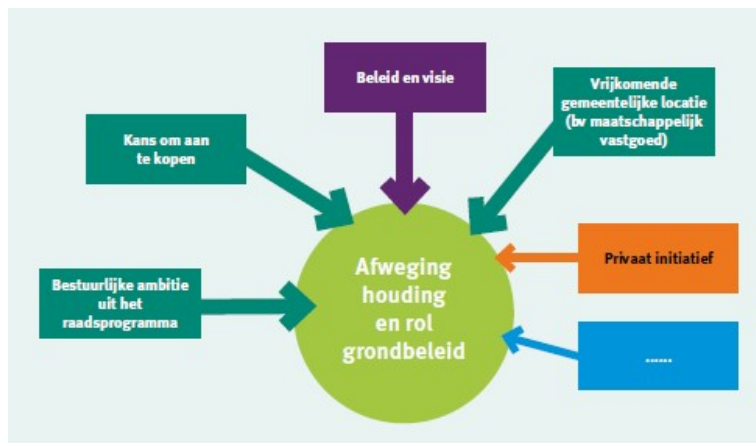 Beleid en visie
Vrijkomende
gemeentelijke locatie
(bv maatschappelijk
vastgoed)
Kans om aan
te kopen
Privaat initiatief
Afweging
houding
en rol
grondbeleid
Bestuurlijke ambitie
uit het
raadsprogramma
......